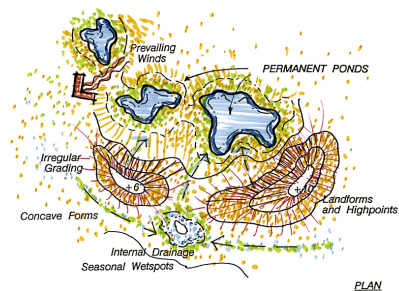 Prevailing
Winds
PERMANENT PONDS
Irregular
Grading
+6
+10
Landforms
and Highpoints
Concave Forms
Internal Drainage
Seasonal Wetspots
PLAN